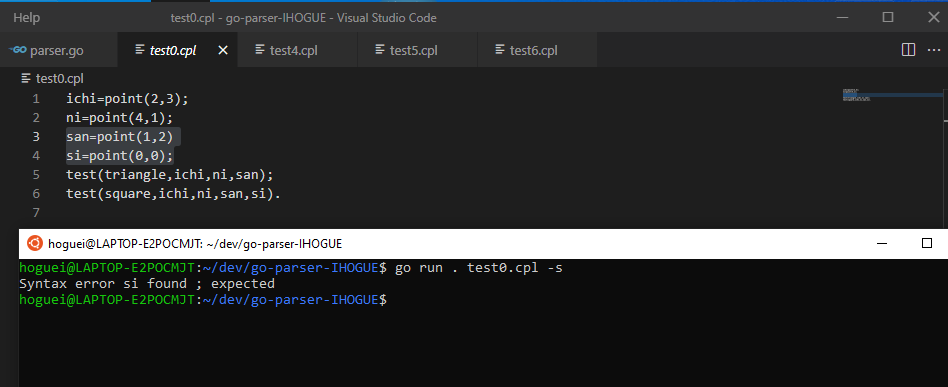 Help
test0.cpl - go-parser-IHOGUE - Visual Studio Code
GO parser.go
test0.cpl
test4.cpl
test5.cpl
test6.cpl
test0.cpl
1 ichi=point(2,3);
2 ni=point(4,1);
3 san=point(1,2)
4 si=point(0,0);
5 test(triangle,ichi,ni,san);
6 test(square,ichi,ni,san,si).
7
hoguei@LAPTOP-E2POCMJT: ~/dev/go-parser-IHOGUE
hoguei@LAPTOP-E2POCMJT:~/dev/go-parser-IHOGUE$ go run . test0.cpl -s
Syntax error si found ; expected
hoguei@LAPTOP-E2POCMJT:~/dev/go-parser-IHOGUE$